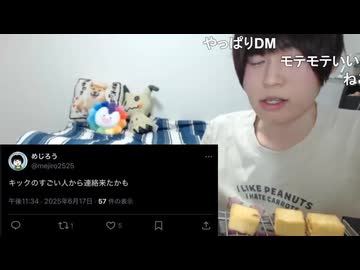 やっぱりDM
モテモテいい
ね
めじろう
@mejiro2525
キックのすごい人から連絡来たかも
午後11:34 · 2025年6月17日 · 57 件の表示
1
5
I LIKE PEANUTS
I HATE CARROTS